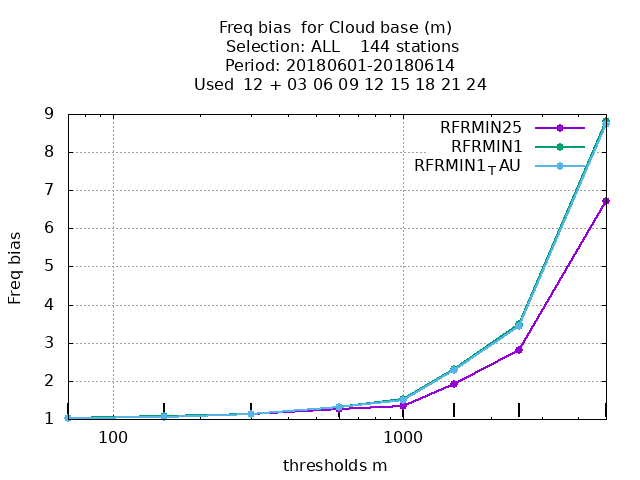 Freq bias  for Cloud base (m)
Selection: ALL    144 stations
Period: 20180601-20180614
Used  12 + 03 06 09 12 15 18 21 24
RFRMIN25
RFRMIN1
RFRMIN1TAU
9
8
7
6
5
4
3
2
1
Freq bias
100
1000
thresholds m